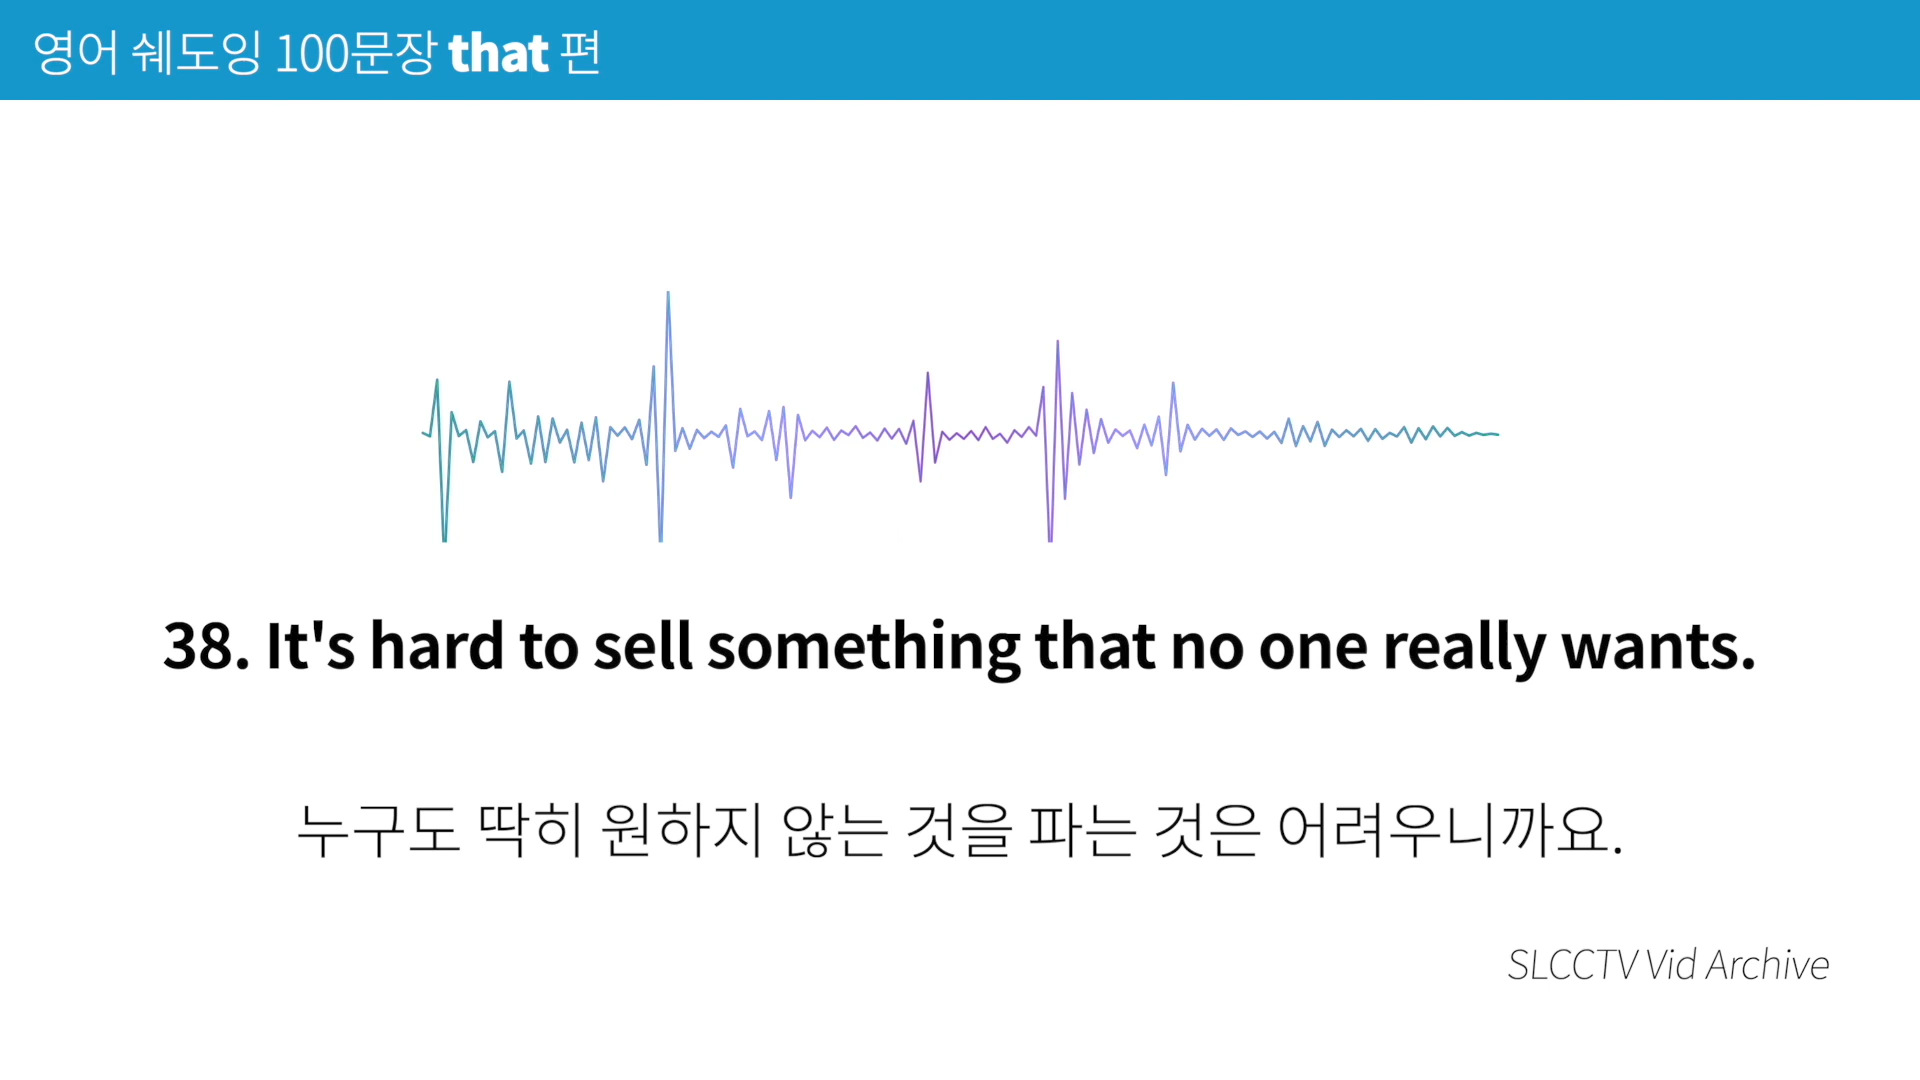 영어 쉐도잉 100문장 that 편
38. It's hard to sell something that no one really wants.
누구도 딱히 원하지 않는 것을 파는 것은 어려우니까요.
SLCCTV Vid Archive